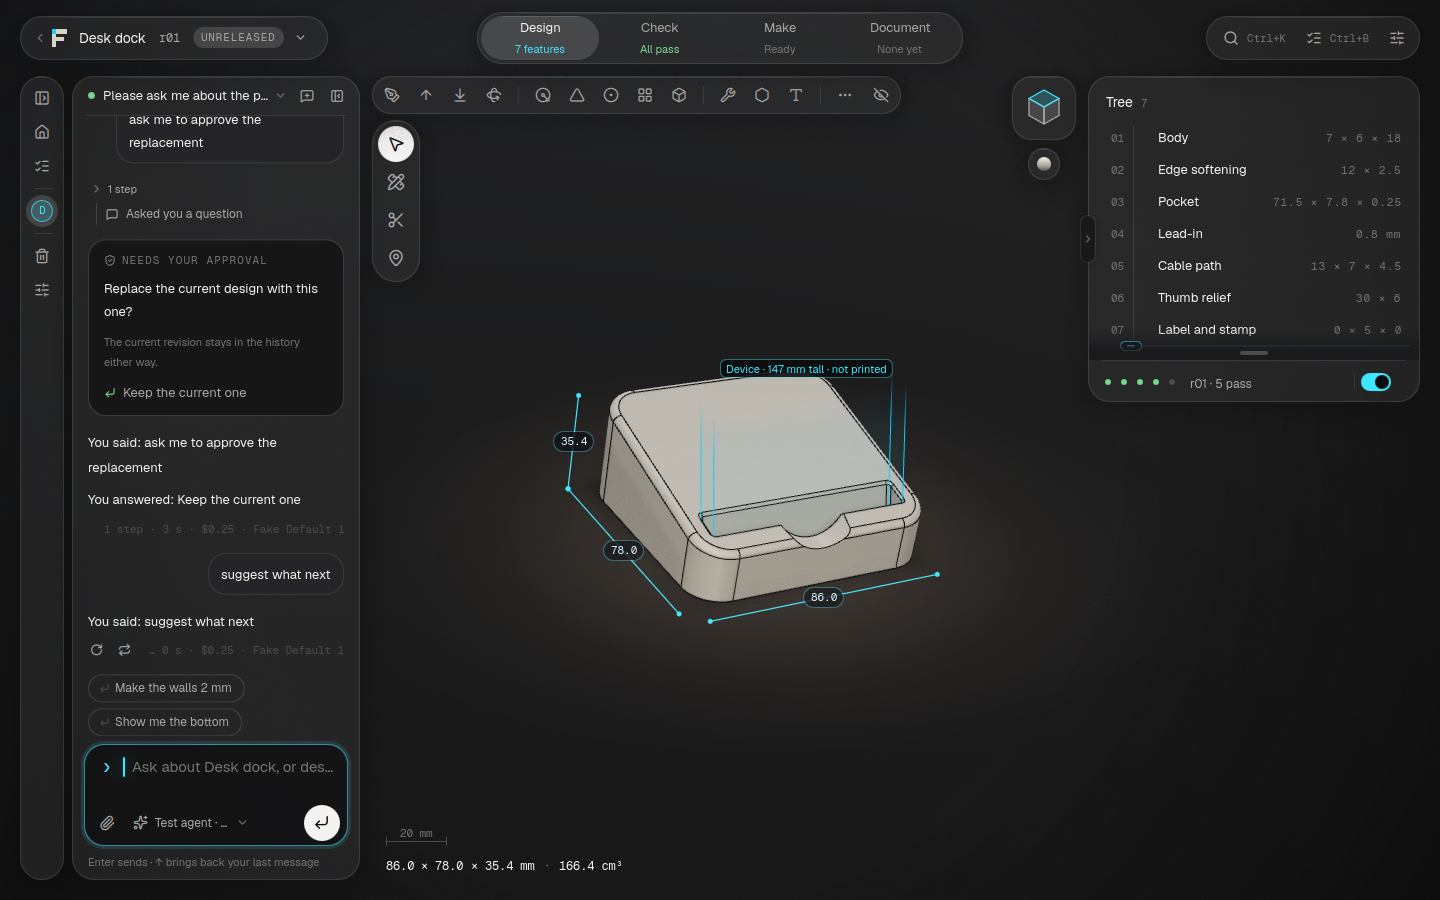 Desk dock r01 UNRELEASED
Design
7 features
Check
All pass
Make
Ready
Document
None yet
Ctrl+K
Ctrl+B
D
Please ask me about the p…
ask me to approve the
replacement
1 step
Asked you a question
NEEDS YOUR APPROVAL
Replace the current design with this
one?
The current revision stays in the history
either way.
Keep the current one
You said: ask me to approve the
replacement
You answered: Keep the current one
1 step · 3 s · $0.25 · Fake Default 1
suggest what next
You said: suggest what next
… 0 s · $0.25 · Fake Default 1
Make the walls 2 mm
Show me the bottom
Ask about Desk dock, or des…
Test agent · …
Enter sends · ↑ brings back your last message
Device · 147 mm tall · not printed
35.4
78.0
86.0
20 mm
86.0 × 78.0 × 35.4 mm · 166.4 cm³
Tree 7
01 Body 7 × 6 × 18
02 Edge softening 12 × 2.5
03 Pocket 71.5 × 7.8 × 0.25
04 Lead-in 0.8 mm
05 Cable path 13 × 7 × 4.5
06 Thumb relief 30 × 6
07 Label and stamp 0 × 5 × 0
r01 · 5 pass